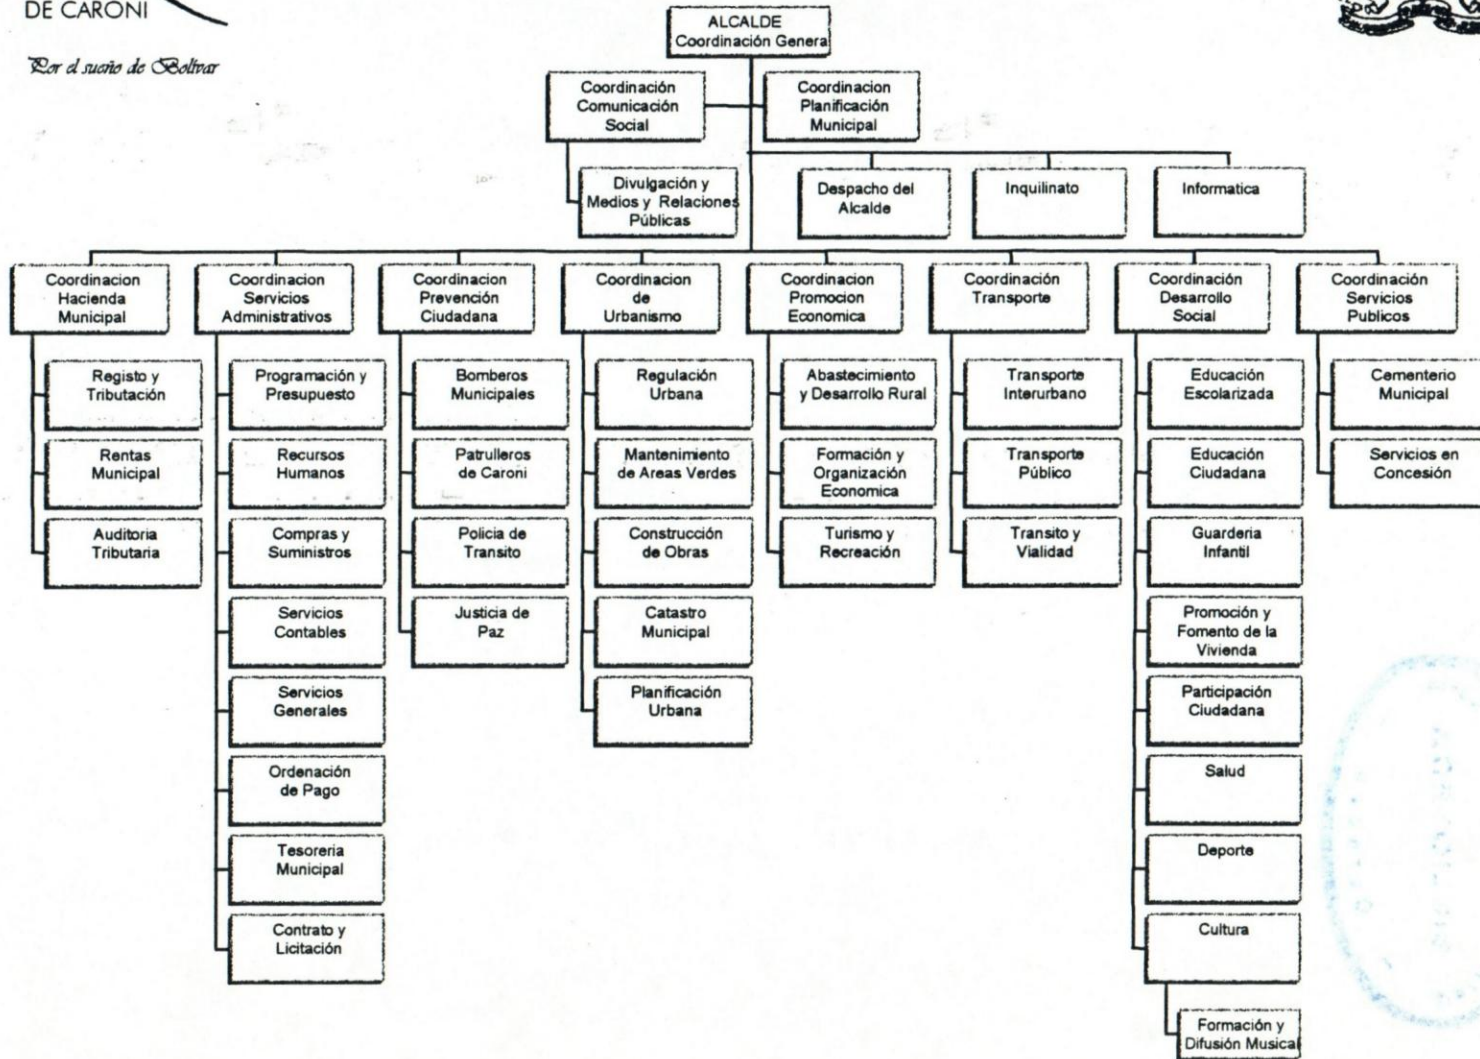 DE CARONI
Por el sueño de Bolívar
ALCALDE
Coordinación Genera
Coordinación
Comunicación
Social
Coordinacion
Planificación
Municipal
Divulgación y
Medios y Relaciones
Públicas
Despacho del
Alcalde
Inquilinato
Informatica
Coordinacion
Hacienda
Municipal
Coordinacion
Servicios
Administrativos
Coordinacion
Prevención
Ciudadana
Coordinacion
de
Urbanismo
Coordinacion
Promocion
Economica
Coordinación
Transporte
Coordinación
Desarrollo
Social
Coordinación
Servicios
Publicos
Registo y
Tributación
Rentas
Municipal
Auditoria
Tributaria
Programación y
Presupuesto
Recursos
Humanos
Compras y
Suministros
Servicios
Contables
Servicios
Generales
Ordenación
de Pago
Tesoreria
Municipal
Contrato y
Licitación
Bomberos
Municipales
Patrulleros
de Caroni
Policia de
Transito
Justicia de
Paz
Regulación
Urbana
Mantenimiento
de Areas Verdes
Construcción
de Obras
Catastro
Municipal
Planificación
Urbana
Abastecimiento
y Desarrollo Rural
Formación y
Organización
Economica
Turismo y
Recreación
Transporte
Interurbano
Transporte
Público
Transito y
Vialidad
Educación
Escolarizada
Educación
Ciudadana
Guarderia
Infantil
Promoción y
Fomento de la
Vivienda
Participación
Ciudadana
Salud
Deporte
Cultura
Formación y
Difusión Musical
Cementerio
Municipal
Servicios en
Concesión